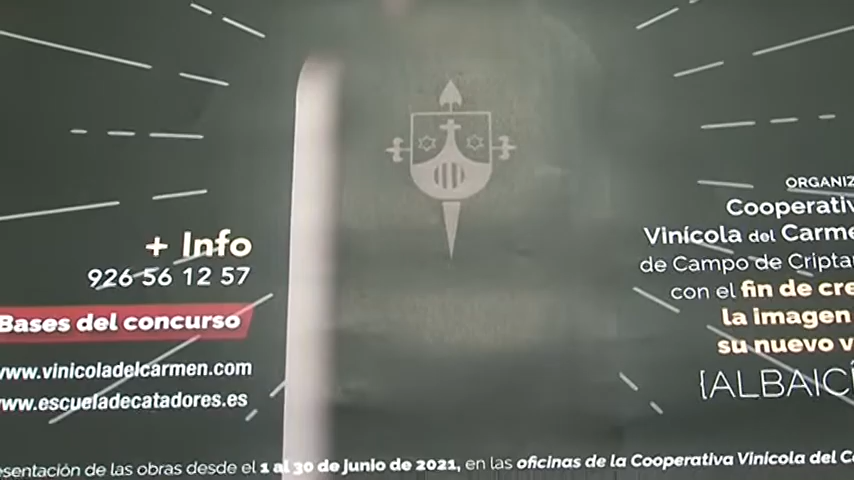 + Info
926 56 12 57
Bases del concurso
www.vinicoladelcarmen.com
www.escueladecatadores.es
ORGANIZ
Cooperativ
Vinícola del Carme
de Campo de Criptan
con el fin de cre
la imagen
su nuevo v
{ALBAICÍ
esentación de las obras desde el 1 al 30 de junio de 2021, en las oficinas de la Cooperativa Vinícola del C